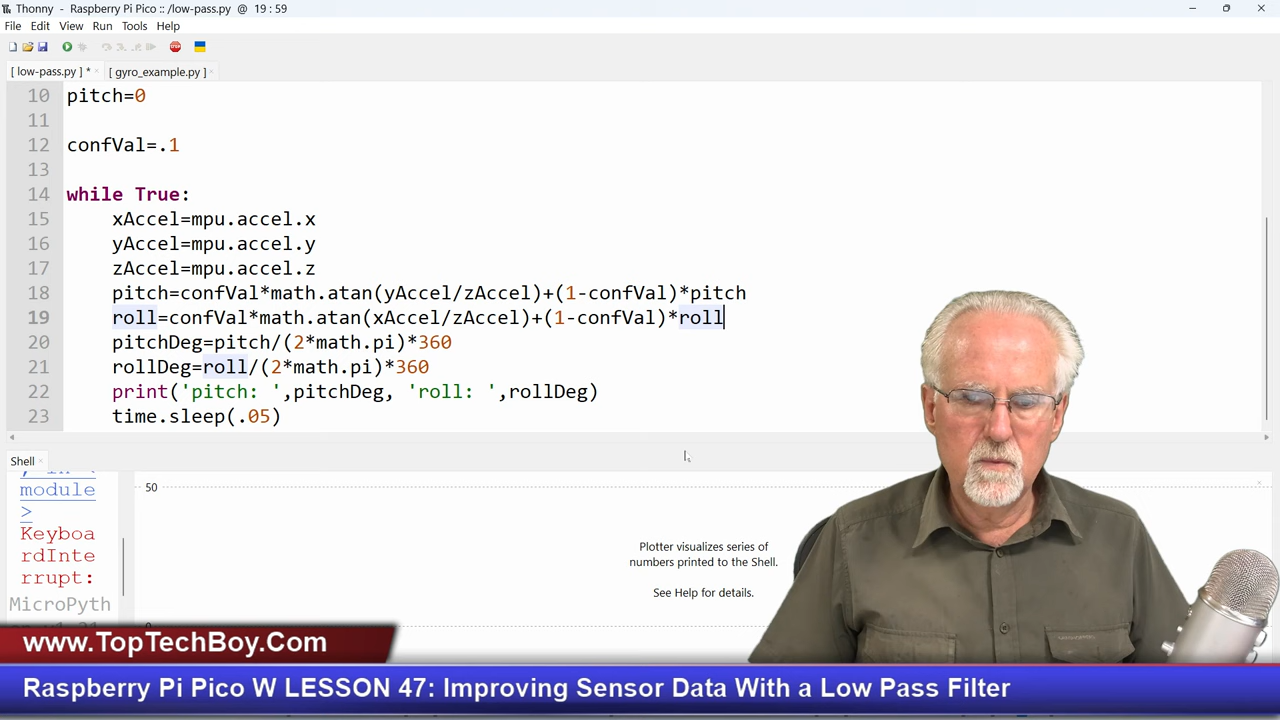 Thonny - Raspberry Pi Pico :: /low-pass.py @ 19 : 59
File Edit View Run Tools Help
[ low-pass.py ] * × [ gyro_example.py ] ×
10 pitch=0
11
12 confVal=.1
13
14 while True:
15 xAccel=mpu.accel.x
16 yAccel=mpu.accel.y
17 zAccel=mpu.accel.z
18 pitch=confVal*math.atan(yAccel/zAccel)+(1-confVal)*pitch
19 roll=confVal*math.atan(xAccel/zAccel)+(1-confVal)*roll
20 pitchDeg=pitch/(2*math.pi)*360
21 rollDeg=roll/(2*math.pi)*360
22 print('pitch: ',pitchDeg, 'roll: ',rollDeg)
23 time.sleep(.05)
Shell ×
module
>
Keyboa
rdInte
rrupt:
MicroPyth
50
Plotter visualizes series of
numbers printed to the Shell.
See Help for details.
www.TopTechBoy.Com
Raspberry Pi Pico W LESSON 47: Improving Sensor Data With a Low Pass Filter